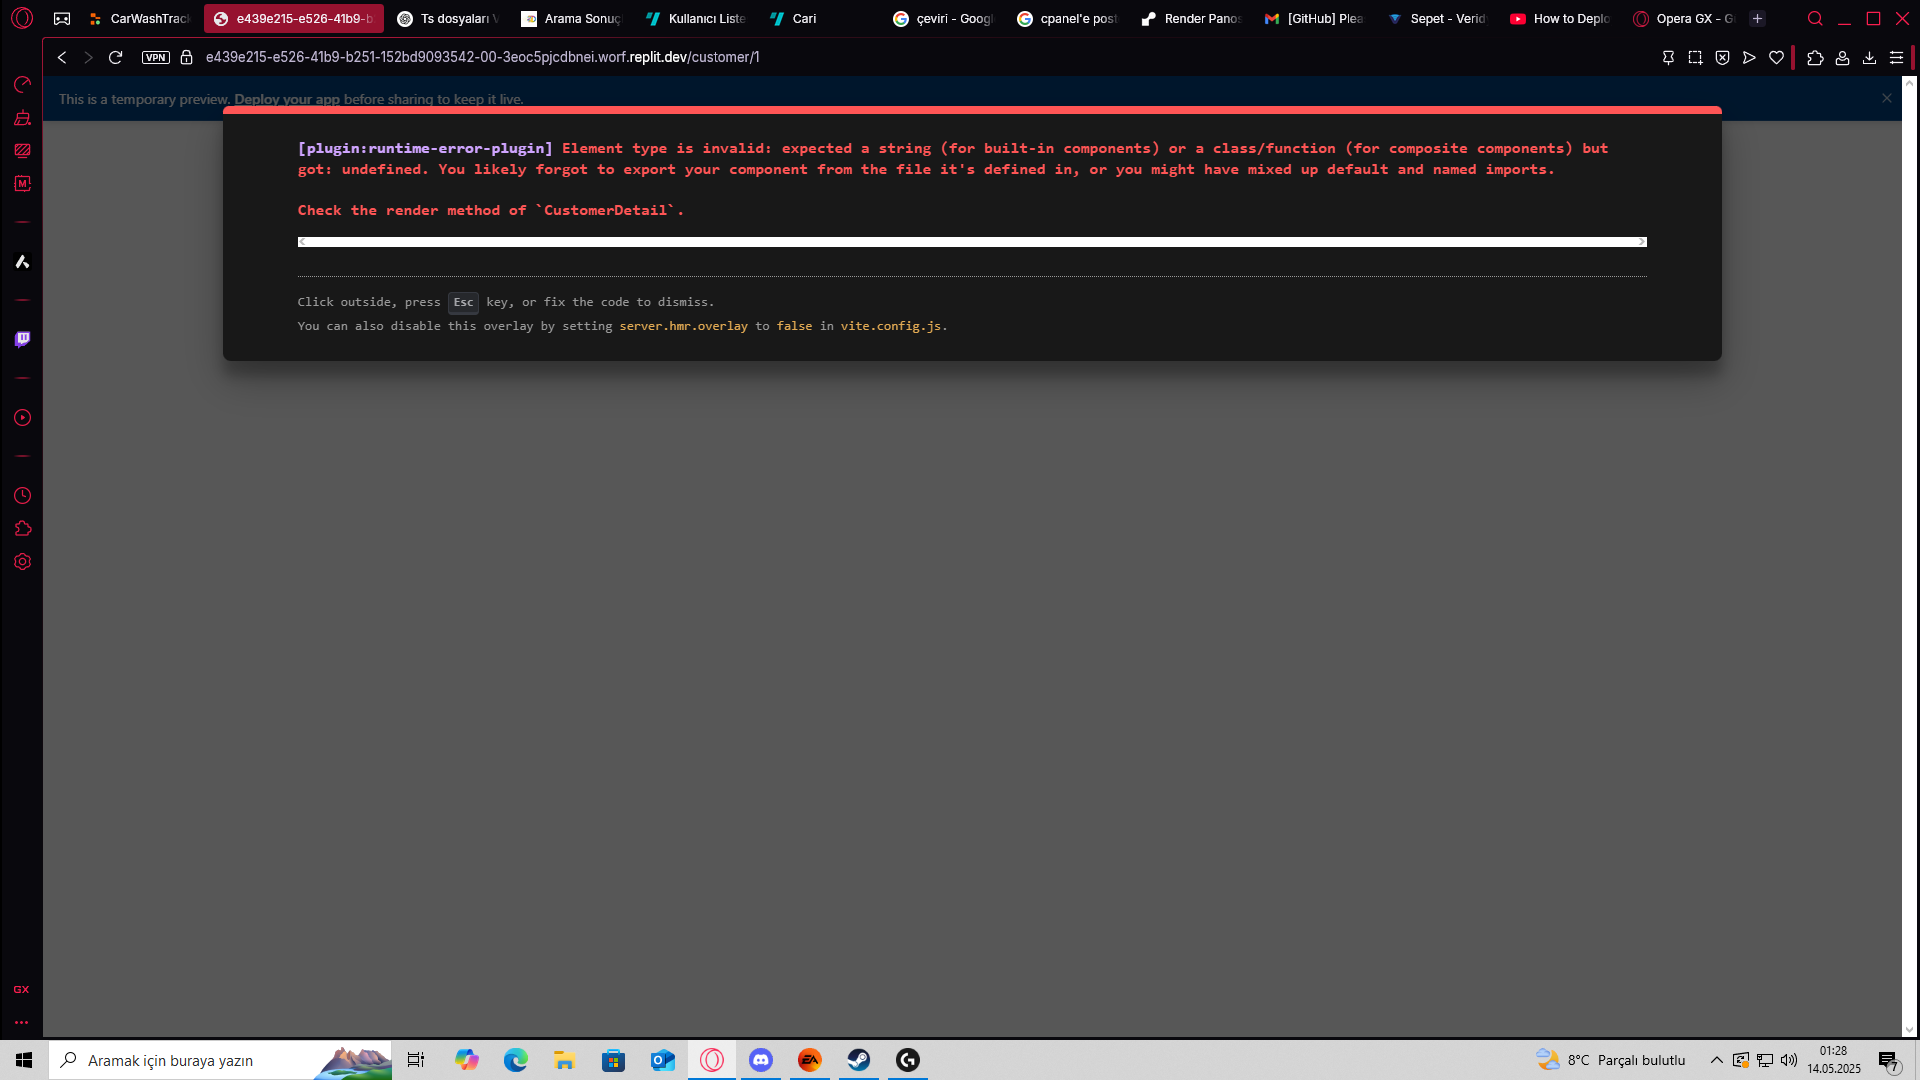 CarWashTrack
e439e215-e526-41b9-b
Ts dosyaları
Arama Sonuç
Kullanıcı Liste
Cari
çeviri - Googl
cpanel'e post
Render Panos
[GitHub] Plea
Sepet - Verid
How to Deplo
Opera GX - G
VPN
e439e215-e526-41b9-b251-152bd9093542-00-3eoc5pjcdbnei.worf.replit.dev/customer/1
This is a temporary preview. Deploy your app before sharing to keep it live.
[plugin:runtime-error-plugin] Element type is invalid: expected a string (for built-in components) or a class/function (for composite components) but
got: undefined. You likely forgot to export your component from the file it's defined in, or you might have mixed up default and named imports.
Check the render method of `CustomerDetail`.
Click outside, press Esc key, or fix the code to dismiss.
You can also disable this overlay by setting server.hmr.overlay to false in vite.config.js.
GX
Aramak için buraya yazın
8°C Parçalı bulutlu
01:28
14.05.2025
7